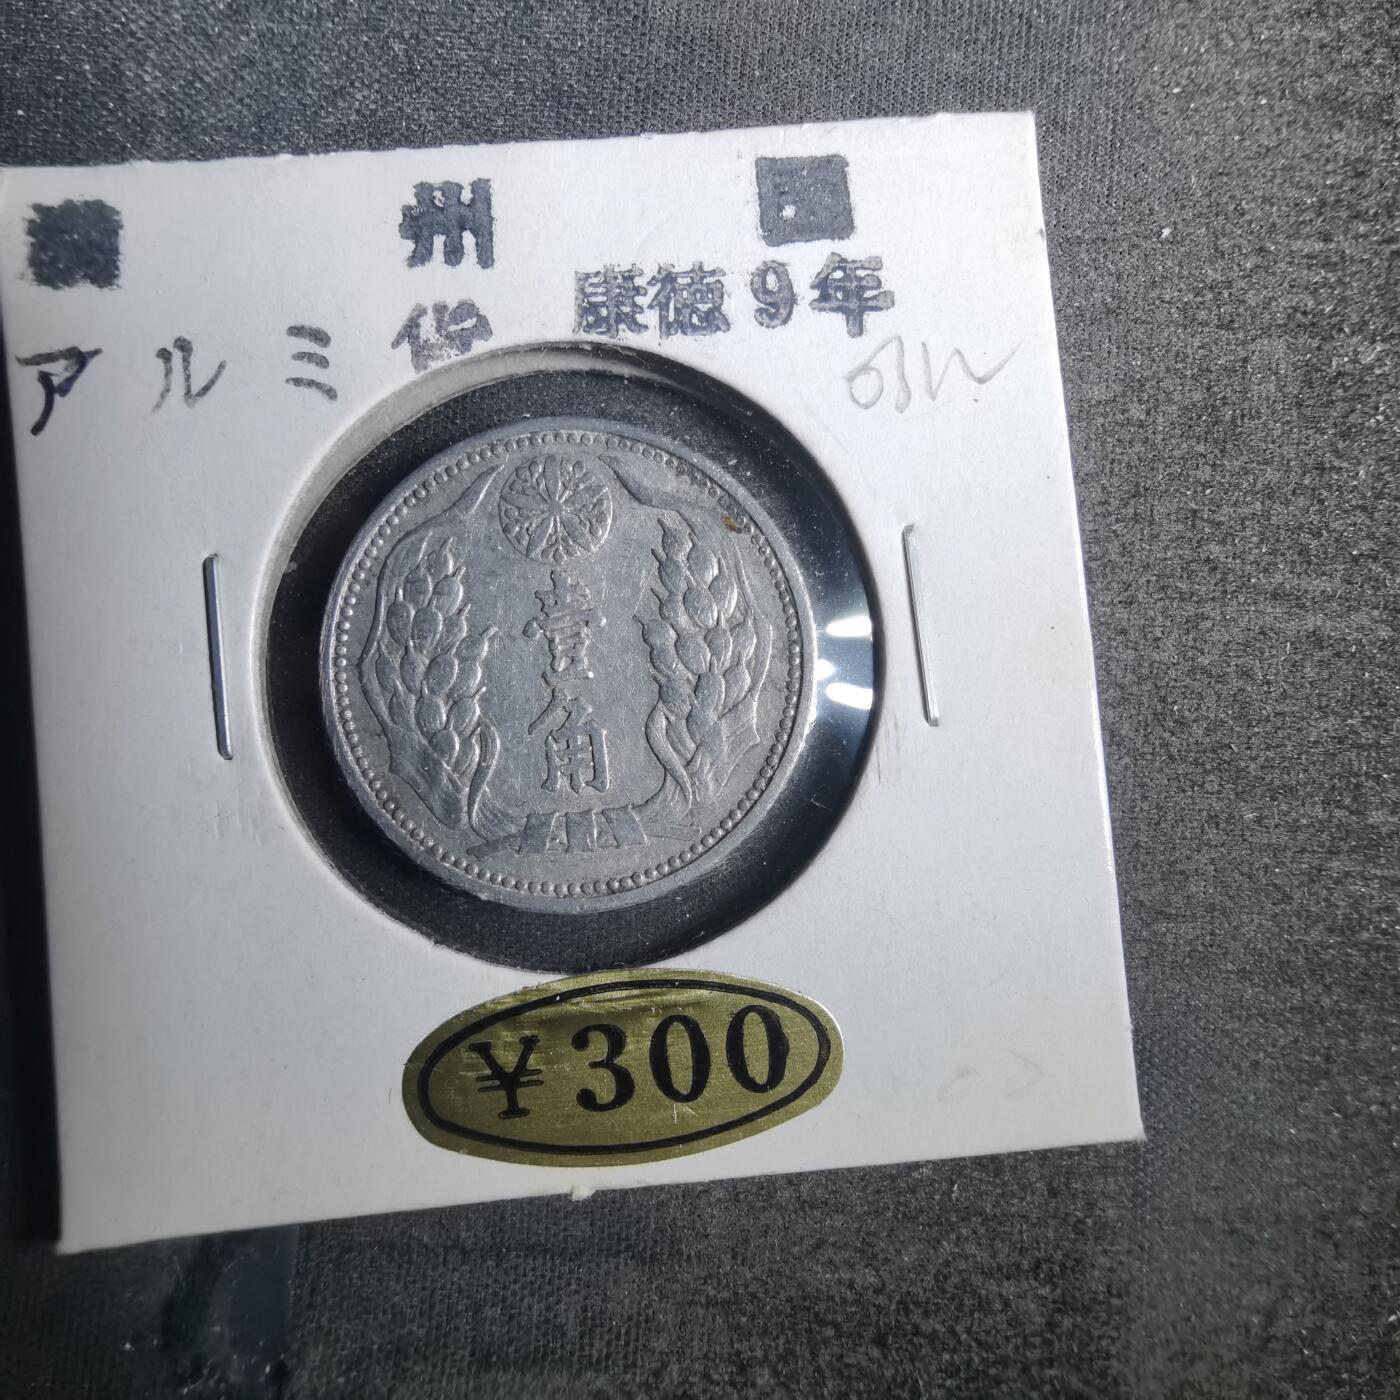 州
康徳9年
アルミ貨
壹角
¥300